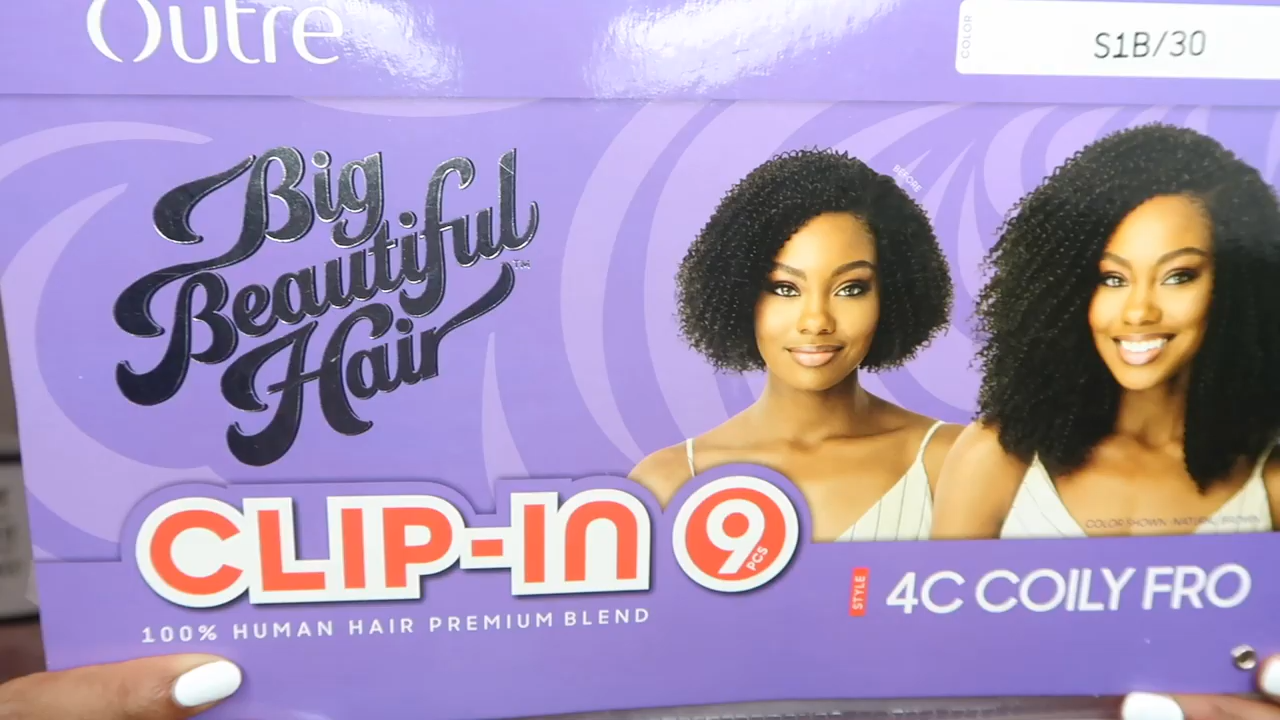 Outre
COLOR
S1B/30
Big
Beautiful
Hair™
BEFORE
CLIP-IN 9 PCS
100% HUMAN HAIR PREMIUM BLEND
COLOR SHOWN: NATURAL BROWN
STYLE
4C COILY FRO